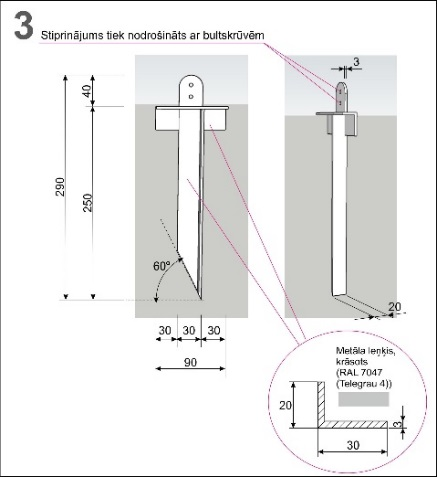 3 Stiprinājums tiek nodrošināts ar bultskrūvēm
3
40
290
250
60°
30 30 30
90
20
Metāla leņķis,
krāsots
(RAL 7047
(Telegrau 4))
20
3
30